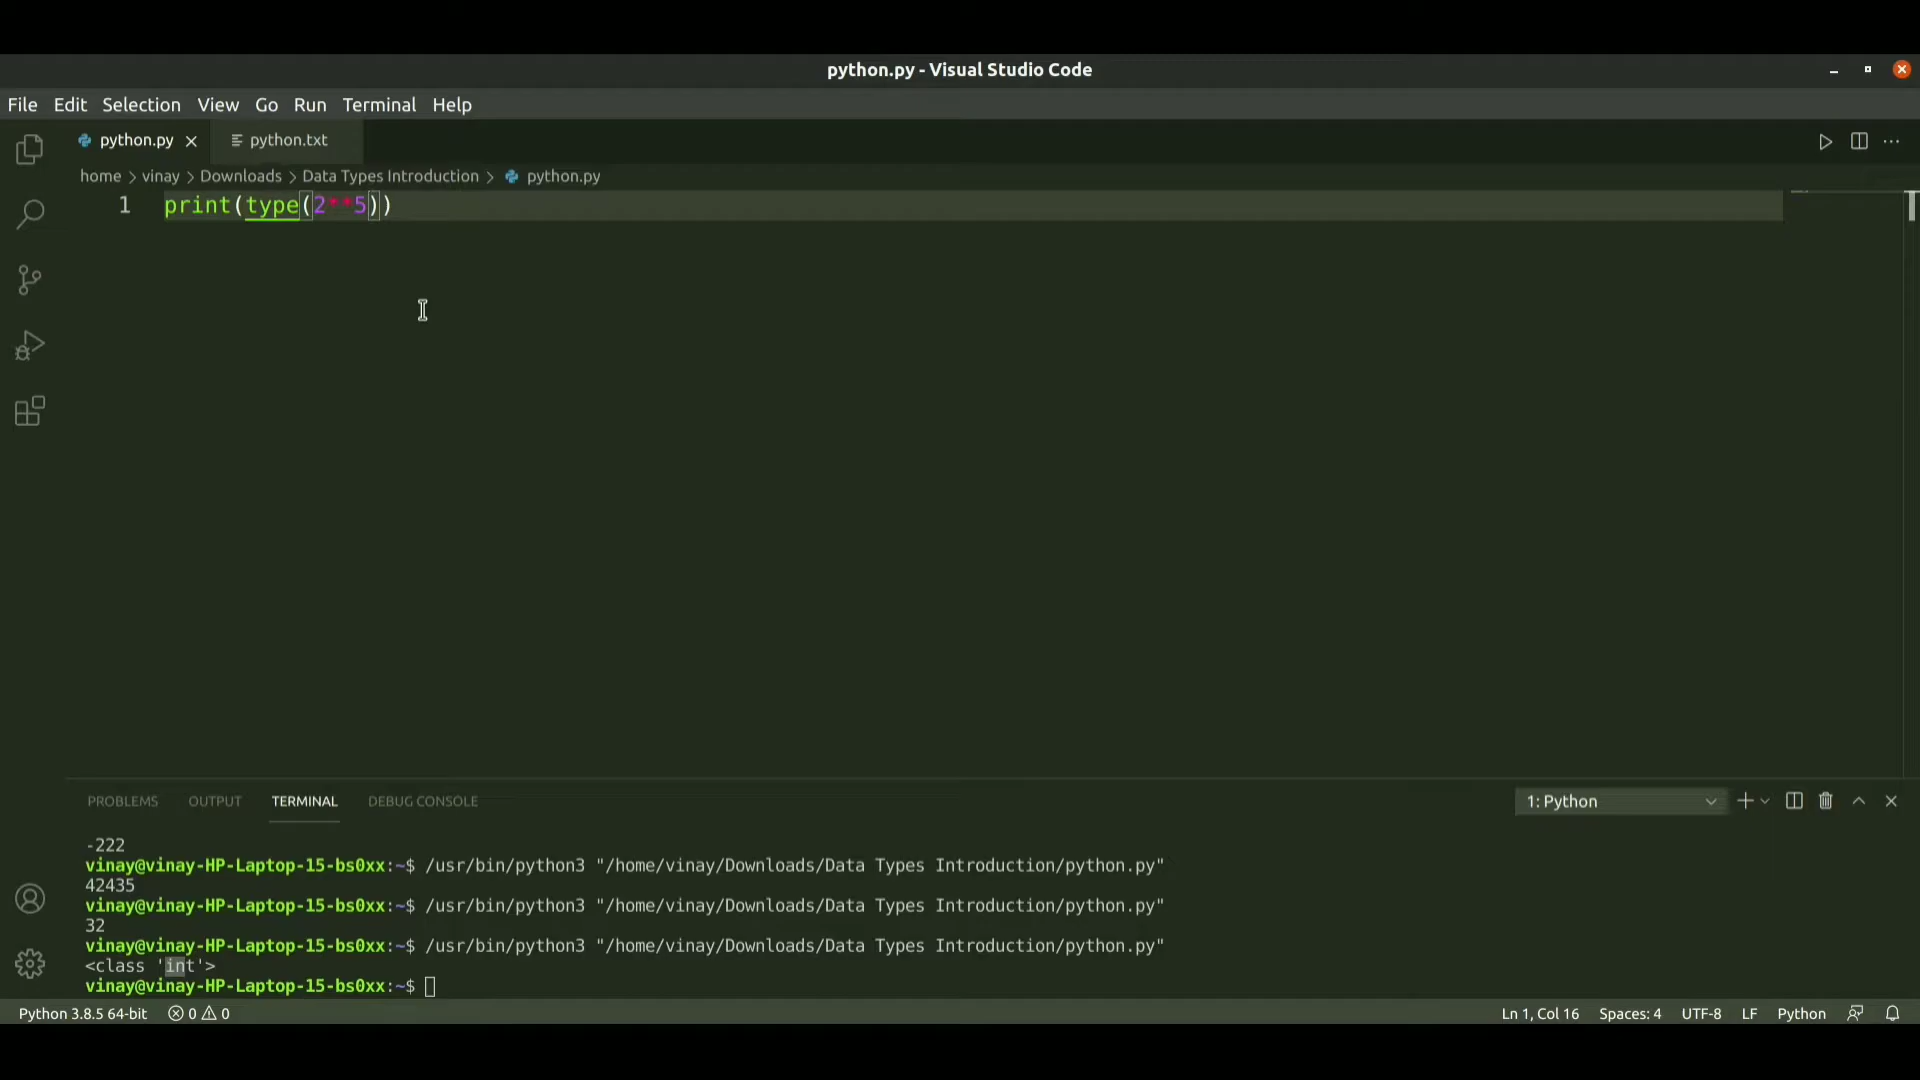 python.py - Visual Studio Code
File Edit Selection View Go Run Terminal Help
python.py python.txt
home > vinay > Downloads > Data Types Introduction > python.py
1 print(type(2**5))
PROBLEMS OUTPUT TERMINAL DEBUG CONSOLE 1: Python
-222
vinay@vinay-HP-Laptop-15-bs0xx:~$ /usr/bin/python3 "/home/vinay/Downloads/Data Types Introduction/python.py"
42435
vinay@vinay-HP-Laptop-15-bs0xx:~$ /usr/bin/python3 "/home/vinay/Downloads/Data Types Introduction/python.py"
32
vinay@vinay-HP-Laptop-15-bs0xx:~$ /usr/bin/python3 "/home/vinay/Downloads/Data Types Introduction/python.py"
<class 'int'>
vinay@vinay-HP-Laptop-15-bs0xx:~$
Python 3.8.5 64-bit 0 0 Ln 1, Col 16 Spaces: 4 UTF-8 LF Python